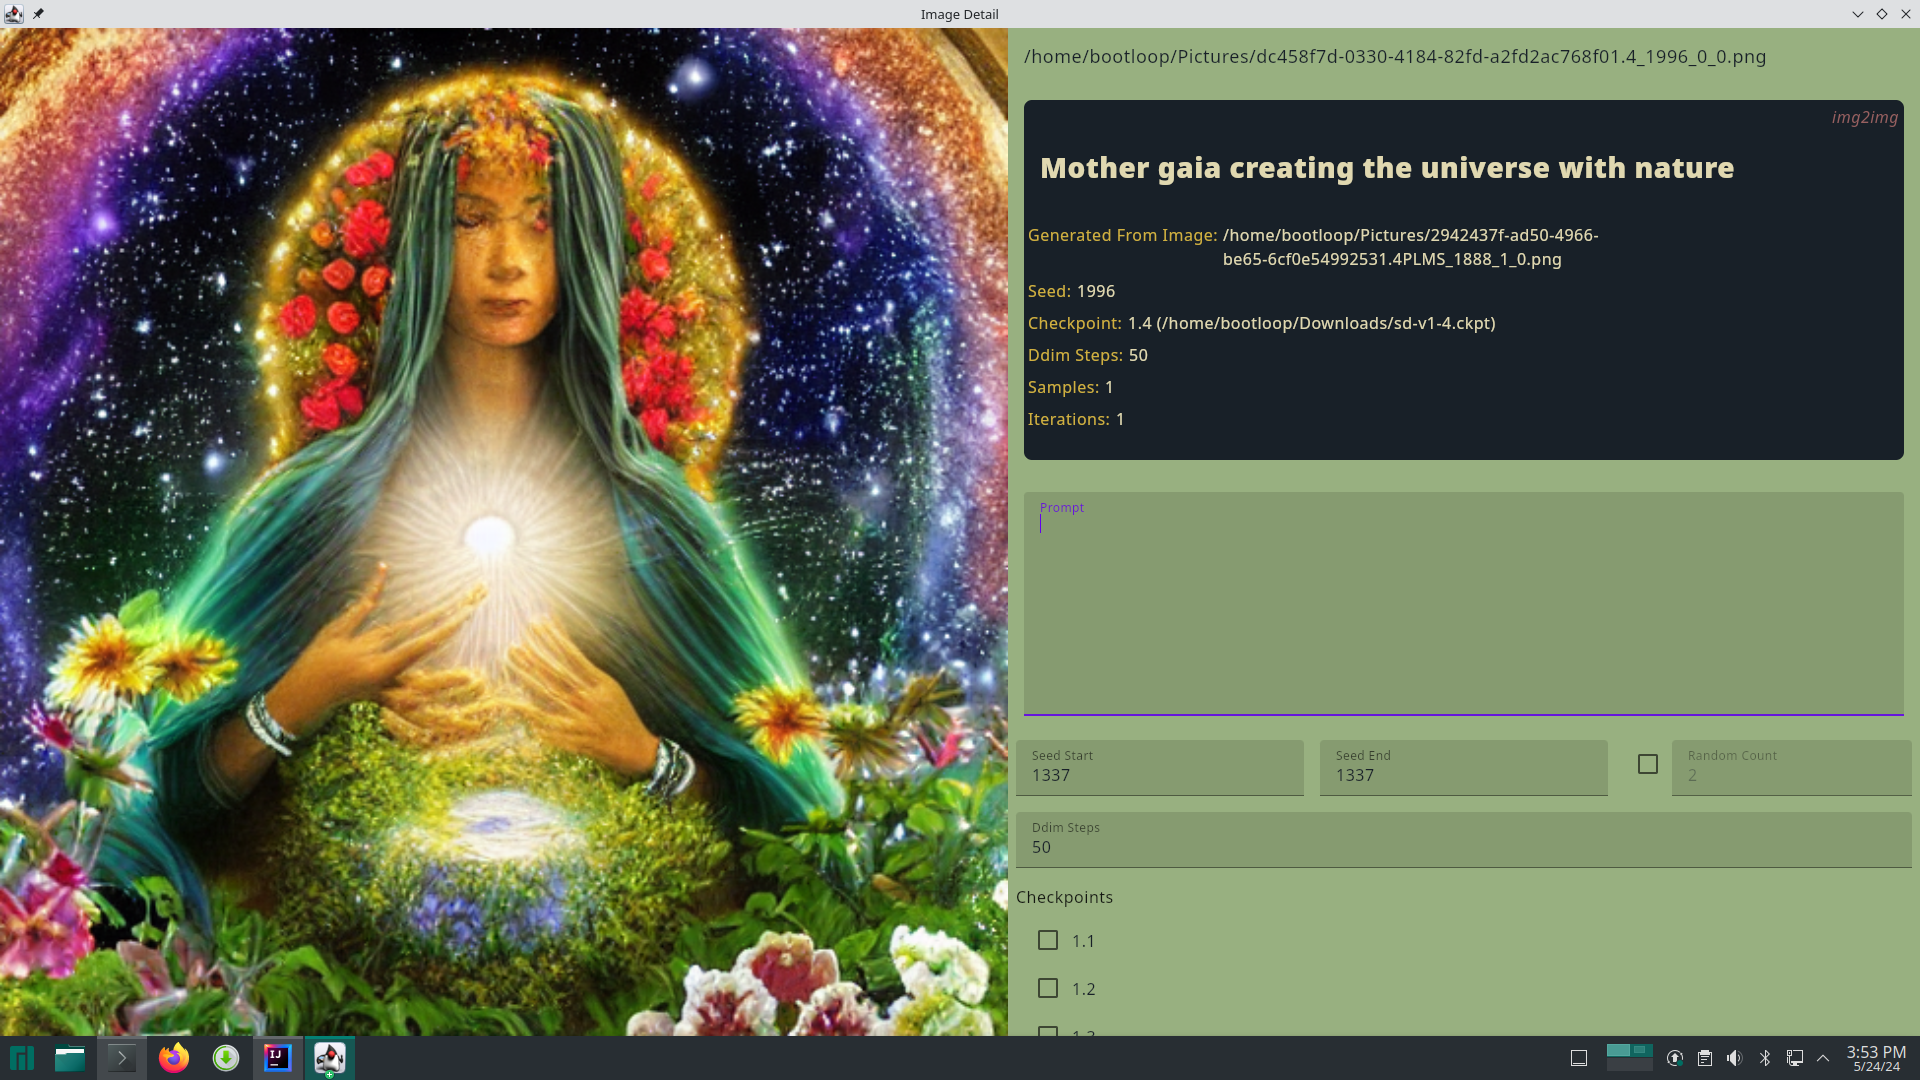 Image Detail
/home/bootloop/Pictures/dc458f7d-0330-4184-82fd-a2fd2ac768f01.4_1996_0_0.png
img2img
Mother gaia creating the universe with nature
Generated From Image: /home/bootloop/Pictures/2942437f-ad50-4966-
be65-6cf0e54992531.4PLMS_1888_1_0.png
Seed: 1996
Checkpoint: 1.4 (/home/bootloop/Downloads/sd-v1-4.ckpt)
Ddim Steps: 50
Samples: 1
Iterations: 1
Prompt
Seed Start
1337
Seed End
1337
Random Count
2
Ddim Steps
50
Checkpoints
1.1
1.2
IJ
3:53 PM
5/24/24